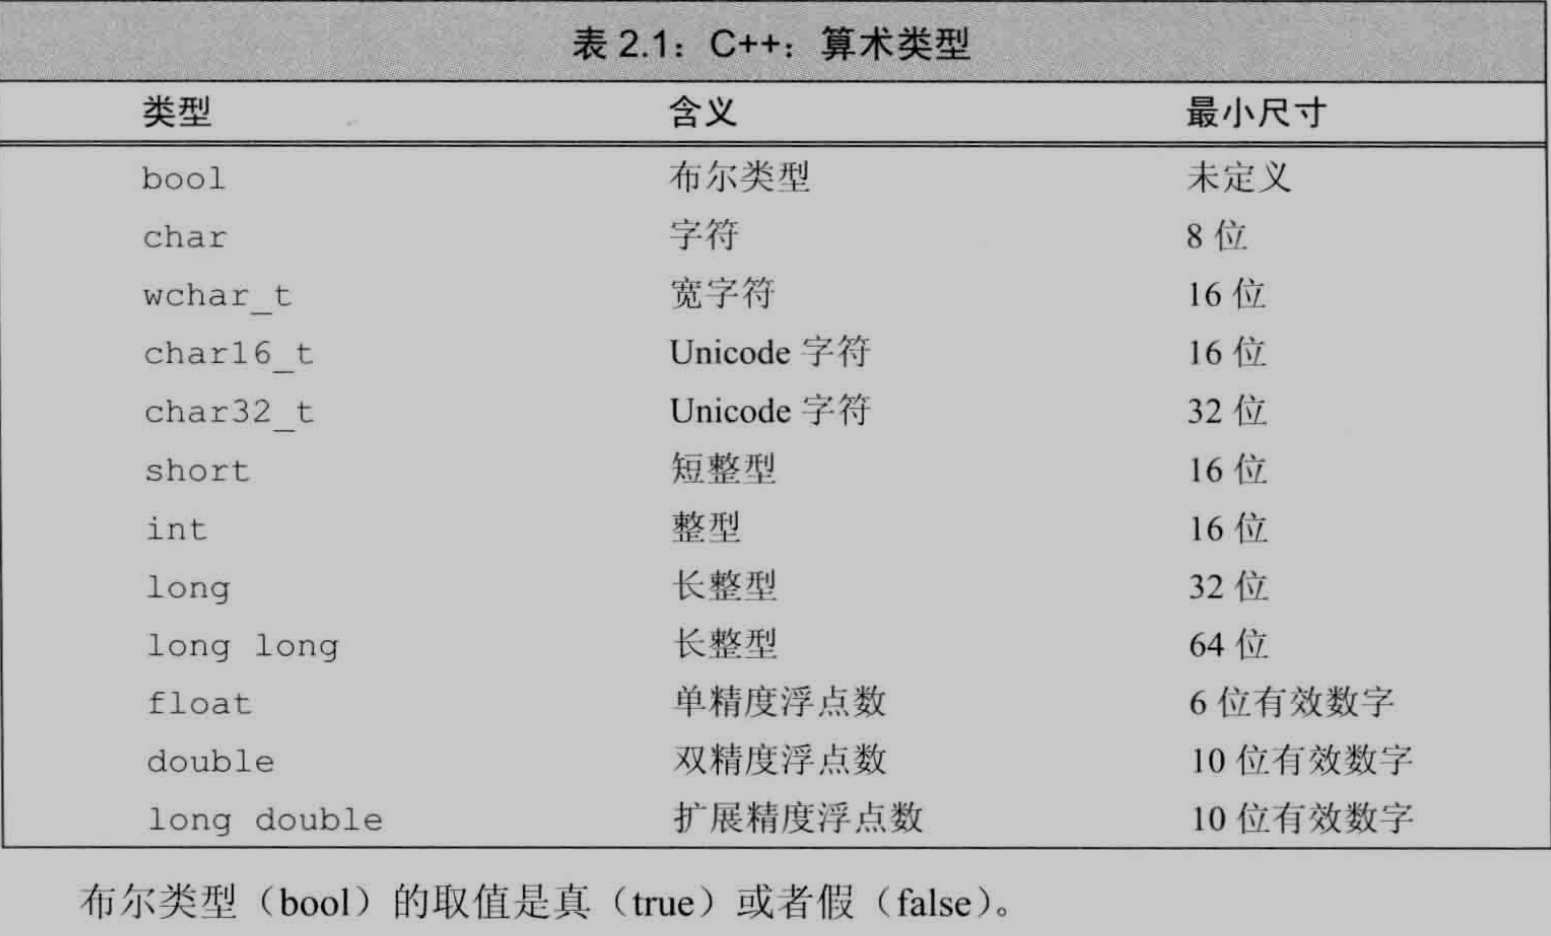 表 2.1：C++：算术类型
类型 含义 最小尺寸
bool 布尔类型 未定义
char 字符 8 位
wchar_t 宽字符 16 位
char16_t Unicode 字符 16 位
char32_t Unicode 字符 32 位
short 短整型 16 位
int 整型 16 位
long 长整型 32 位
long long 长整型 64 位
float 单精度浮点数 6 位有效数字
double 双精度浮点数 10 位有效数字
long double 扩展精度浮点数 10 位有效数字
布尔类型（bool）的取值是真（true）或者假（false）。